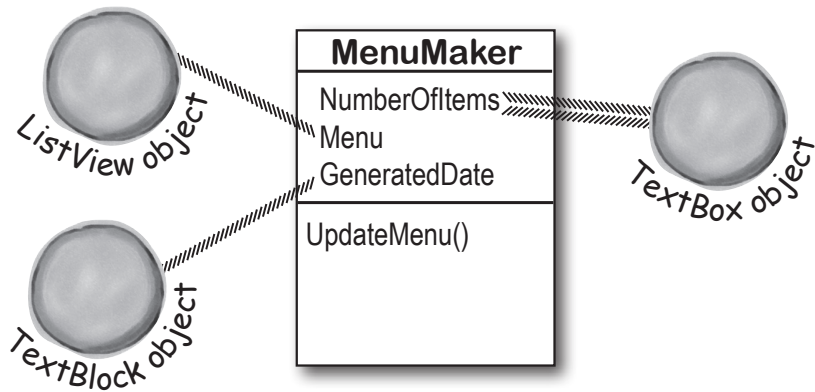 MenuMaker
NumberOfItems
Menu
GeneratedDate
UpdateMenu()
ListView object
TextBlock object
TextBox object